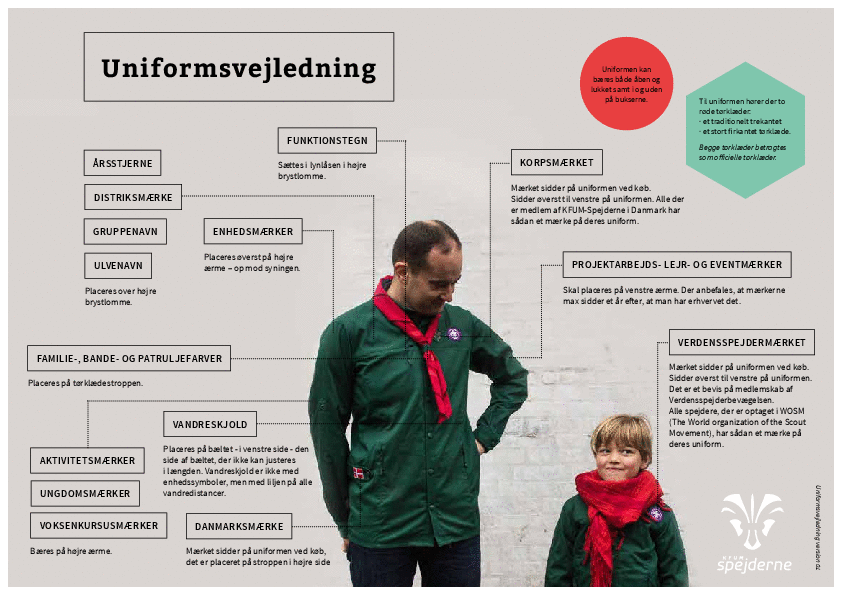 Uniformsvejledning
Uniformen kan
bæres både åben og
lukket samt i og uden
på bukserne.
Til uniformen hører der to
røde tørklæder:
- et traditionelt trekantet
- et stort firkantet tørklæde.
Begge tørklæder betragtes
som officielle tørklæder.
FUNKTIONSTEGN
Sættes i lynlåsen i højre
brystlomme.
ÅRSSTJERNE
DISTRIKSMÆRKE
GRUPPENAVN
ULVENAVN
Placeres over højre
brystlomme.
ENHEDSMÆRKER
Placeres øverst på højre
ærme – op mod syningen.
KORPSMÆRKET
Mærket sidder på uniformen ved køb.
Sidder øverst til venstre på uniformen. Alle der
er medlem af KFUM-Spejderne i Danmark har
sådan et mærke på deres uniform.
PROJEKTARBEJDS- LEJR- OG EVENTMÆRKER
Skal placeres på venstre ærme. Der anbefales, at mærkerne
max sidder et år efter, at man har erhvervet det.
VERDENSSPEJDERMÆRKET
Mærket sidder på uniformen ved køb.
Sidder øverst til venstre på uniformen.
Det er et bevis på medlemskab af
Verdensspejderbevægelsen.
Alle spejdere, der er optaget i WOSM
(The World organization of the Scout
Movement), har sådan et mærke på
deres uniform.
FAMILIE-, BANDE- OG PATRULJEFARVER
Placeres på tørklædestroppen.
VANDRESKJOLD
Placeres på bæltet - i venstre side - den
side af bæltet, der ikke kan justeres
i længden. Vandreskjold er ikke med
enhedssymboler, men med liljen på alle
vandredistancer.
AKTIVITETSMÆRKER
UNGDOMSMÆRKER
VOKSENKURSUSMÆRKER
Bæres på højre ærme.
DANMARKSMÆRKE
Mærket sidder på uniformen ved køb,
det er placeret på stroppen i højre side
KFUM
spejderne
Uniformsvejledning version